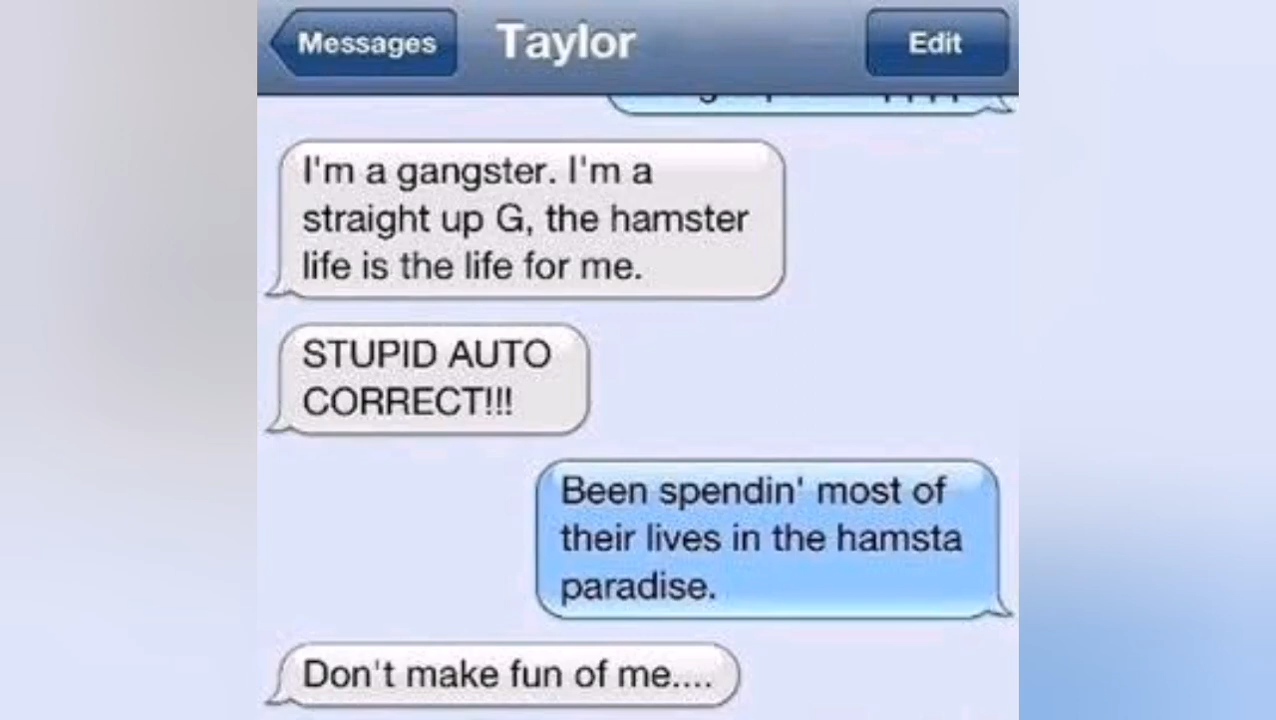 Messages
Taylor
Edit
I'm a gangster. I'm a
straight up G, the hamster
life is the life for me.
STUPID AUTO
CORRECT!!!
Been spendin' most of
their lives in the hamsta
paradise.
Don't make fun of me....